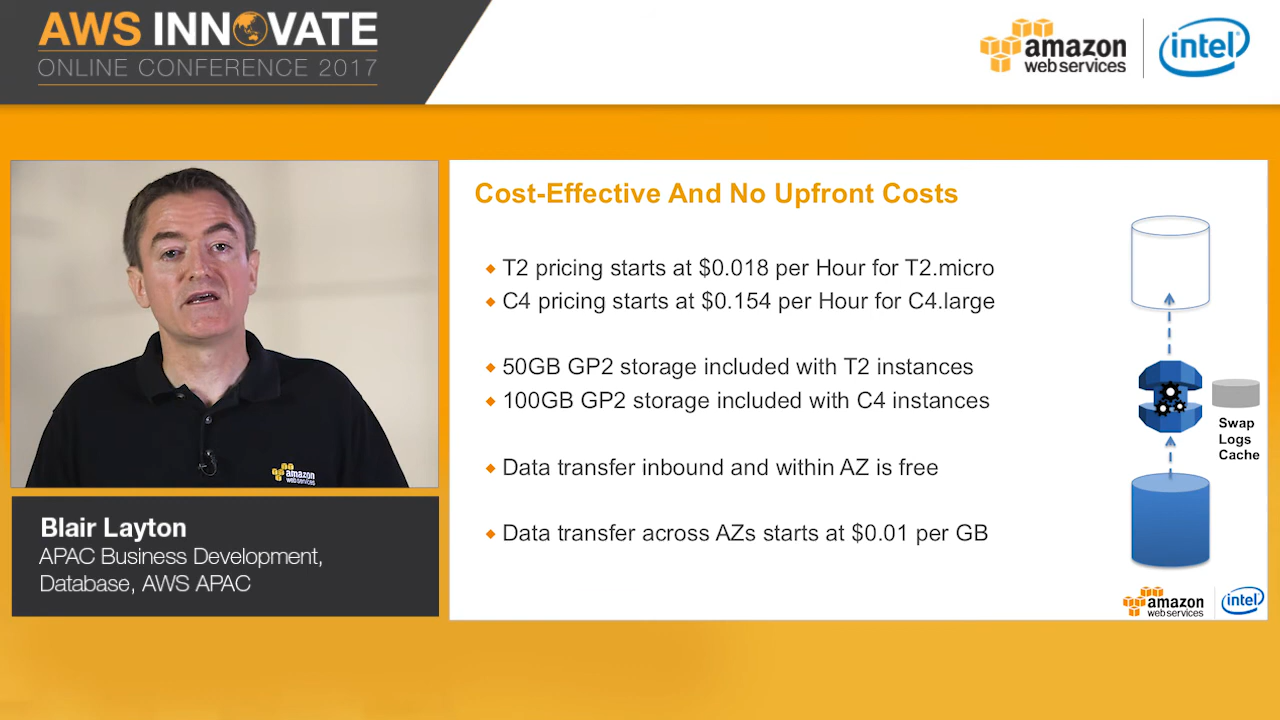 AWS INNOVATE
ONLINE CONFERENCE 2017
amazon
web services
intel
Cost-Effective And No Upfront Costs
T2 pricing starts at $0.018 per Hour for T2.micro
C4 pricing starts at $0.154 per Hour for C4.large
50GB GP2 storage included with T2 instances
100GB GP2 storage included with C4 instances
Data transfer inbound and within AZ is free
Data transfer across AZs starts at $0.01 per GB
Swap
Logs
Cache
amazon
web services
intel
amazon
web services
Blair Layton
APAC Business Development,
Database, AWS APAC